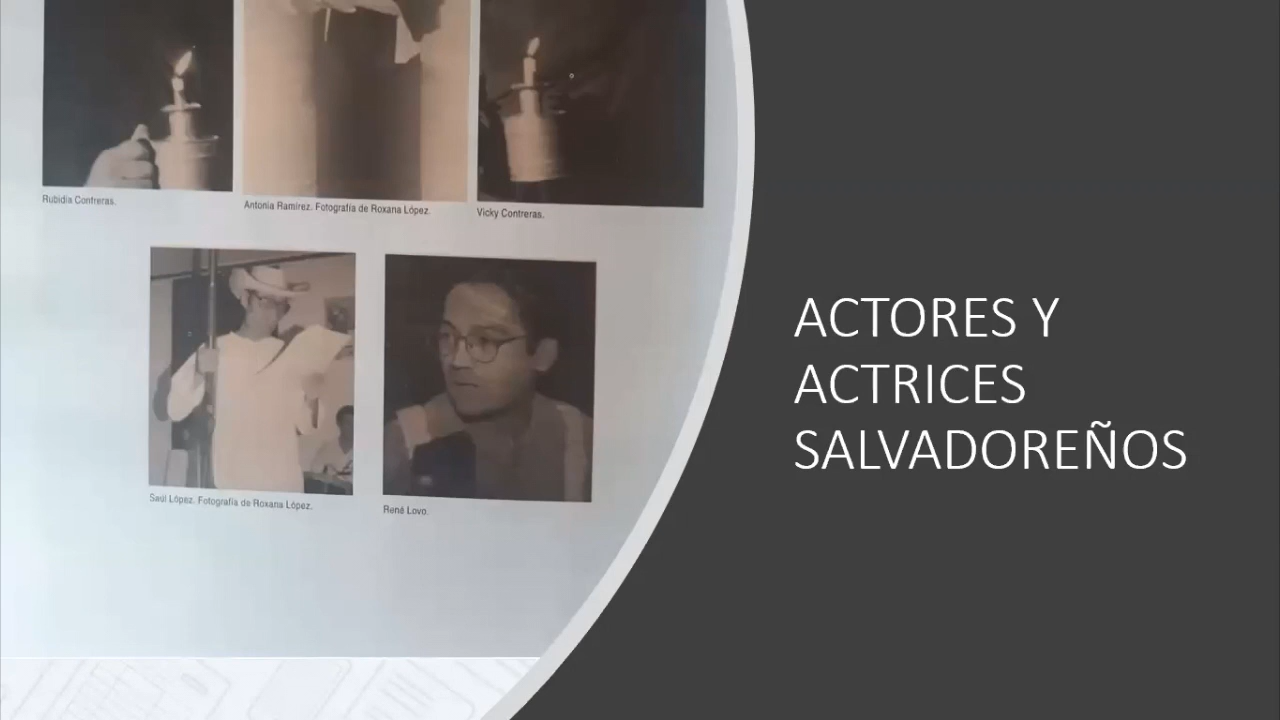 Rubidia Contreras.
Antonia Ramírez. Fotografía de Roxana López.
Vicky Contreras.
Saúl López. Fotografía de Roxana López.
René Lovo.
ACTORES Y
ACTRICES
SALVADOREÑOS